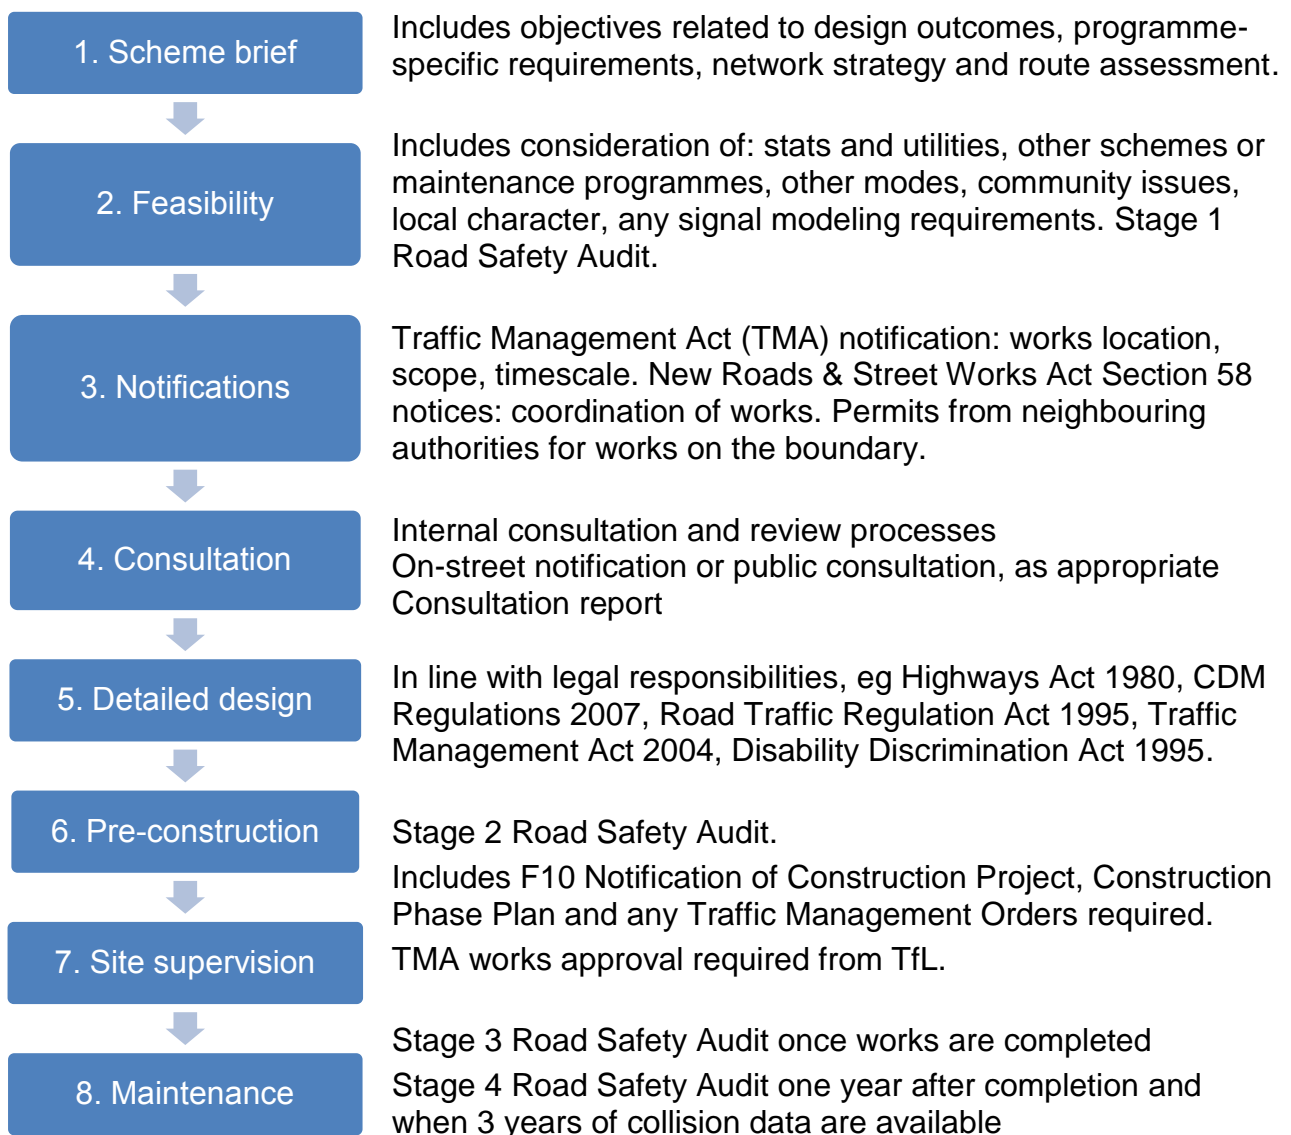 1. Scheme brief
Includes objectives related to design outcomes, programme-
specific requirements, network strategy and route assessment.
2. Feasibility
Includes consideration of: stats and utilities, other schemes or
maintenance programmes, other modes, community issues,
local character, any signal modeling requirements. Stage 1
Road Safety Audit.
3. Notifications
Traffic Management Act (TMA) notification: works location,
scope, timescale. New Roads & Street Works Act Section 58
notices: coordination of works. Permits from neighbouring
authorities for works on the boundary.
4. Consultation
Internal consultation and review processes
On-street notification or public consultation, as appropriate
Consultation report
5. Detailed design
In line with legal responsibilities, eg Highways Act 1980, CDM
Regulations 2007, Road Traffic Regulation Act 1995, Traffic
Management Act 2004, Disability Discrimination Act 1995.
6. Pre-construction
Stage 2 Road Safety Audit.
Includes F10 Notification of Construction Project, Construction
Phase Plan and any Traffic Management Orders required.
7. Site supervision
TMA works approval required from TfL.
Stage 3 Road Safety Audit once works are completed
8. Maintenance
Stage 4 Road Safety Audit one year after completion and
when 3 years of collision data are available